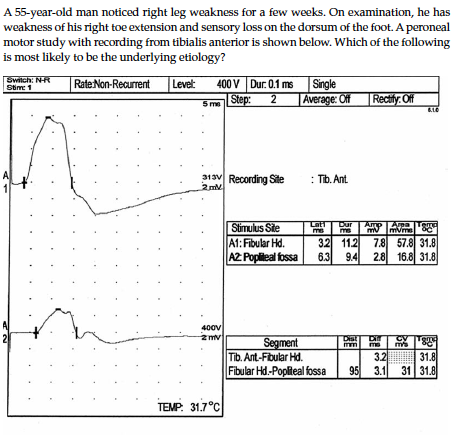 A 55-year-old man noticed right leg weakness for a few weeks. On examination, he has
weakness of his right toe extension and sensory loss on the dorsum of the foot. A peroneal
motor study with recording from tibialis anterior is shown below. Which of the following
is most likely to be the underlying etiology?
Switch: N-R
Stim: 1
Rate:Non-Recurrent Level: 400 V Dur: 0.1 ms Single
5 ms Step: 2 Average: Off Rectify: Off
6.1.0
A
1
313V
2 mV
Recording Site : Tib. Ant.
Stimulus Site Lat1 ms Dur ms Amp mV Area mVms Temp °C
A1: Fibular Hd. 3.2 11.2 7.8 57.8 31.8
A2: Popliteal fossa 6.3 9.4 2.8 16.8 31.8
A
2
400V
2 mV
Segment Dist mm Diff ms CV m/s Temp °C
Tib. Ant.-Fibular Hd. 3.2 31.8
Fibular Hd.-Popliteal fossa 95 3.1 31 31.8
TEMP: 31.7°C